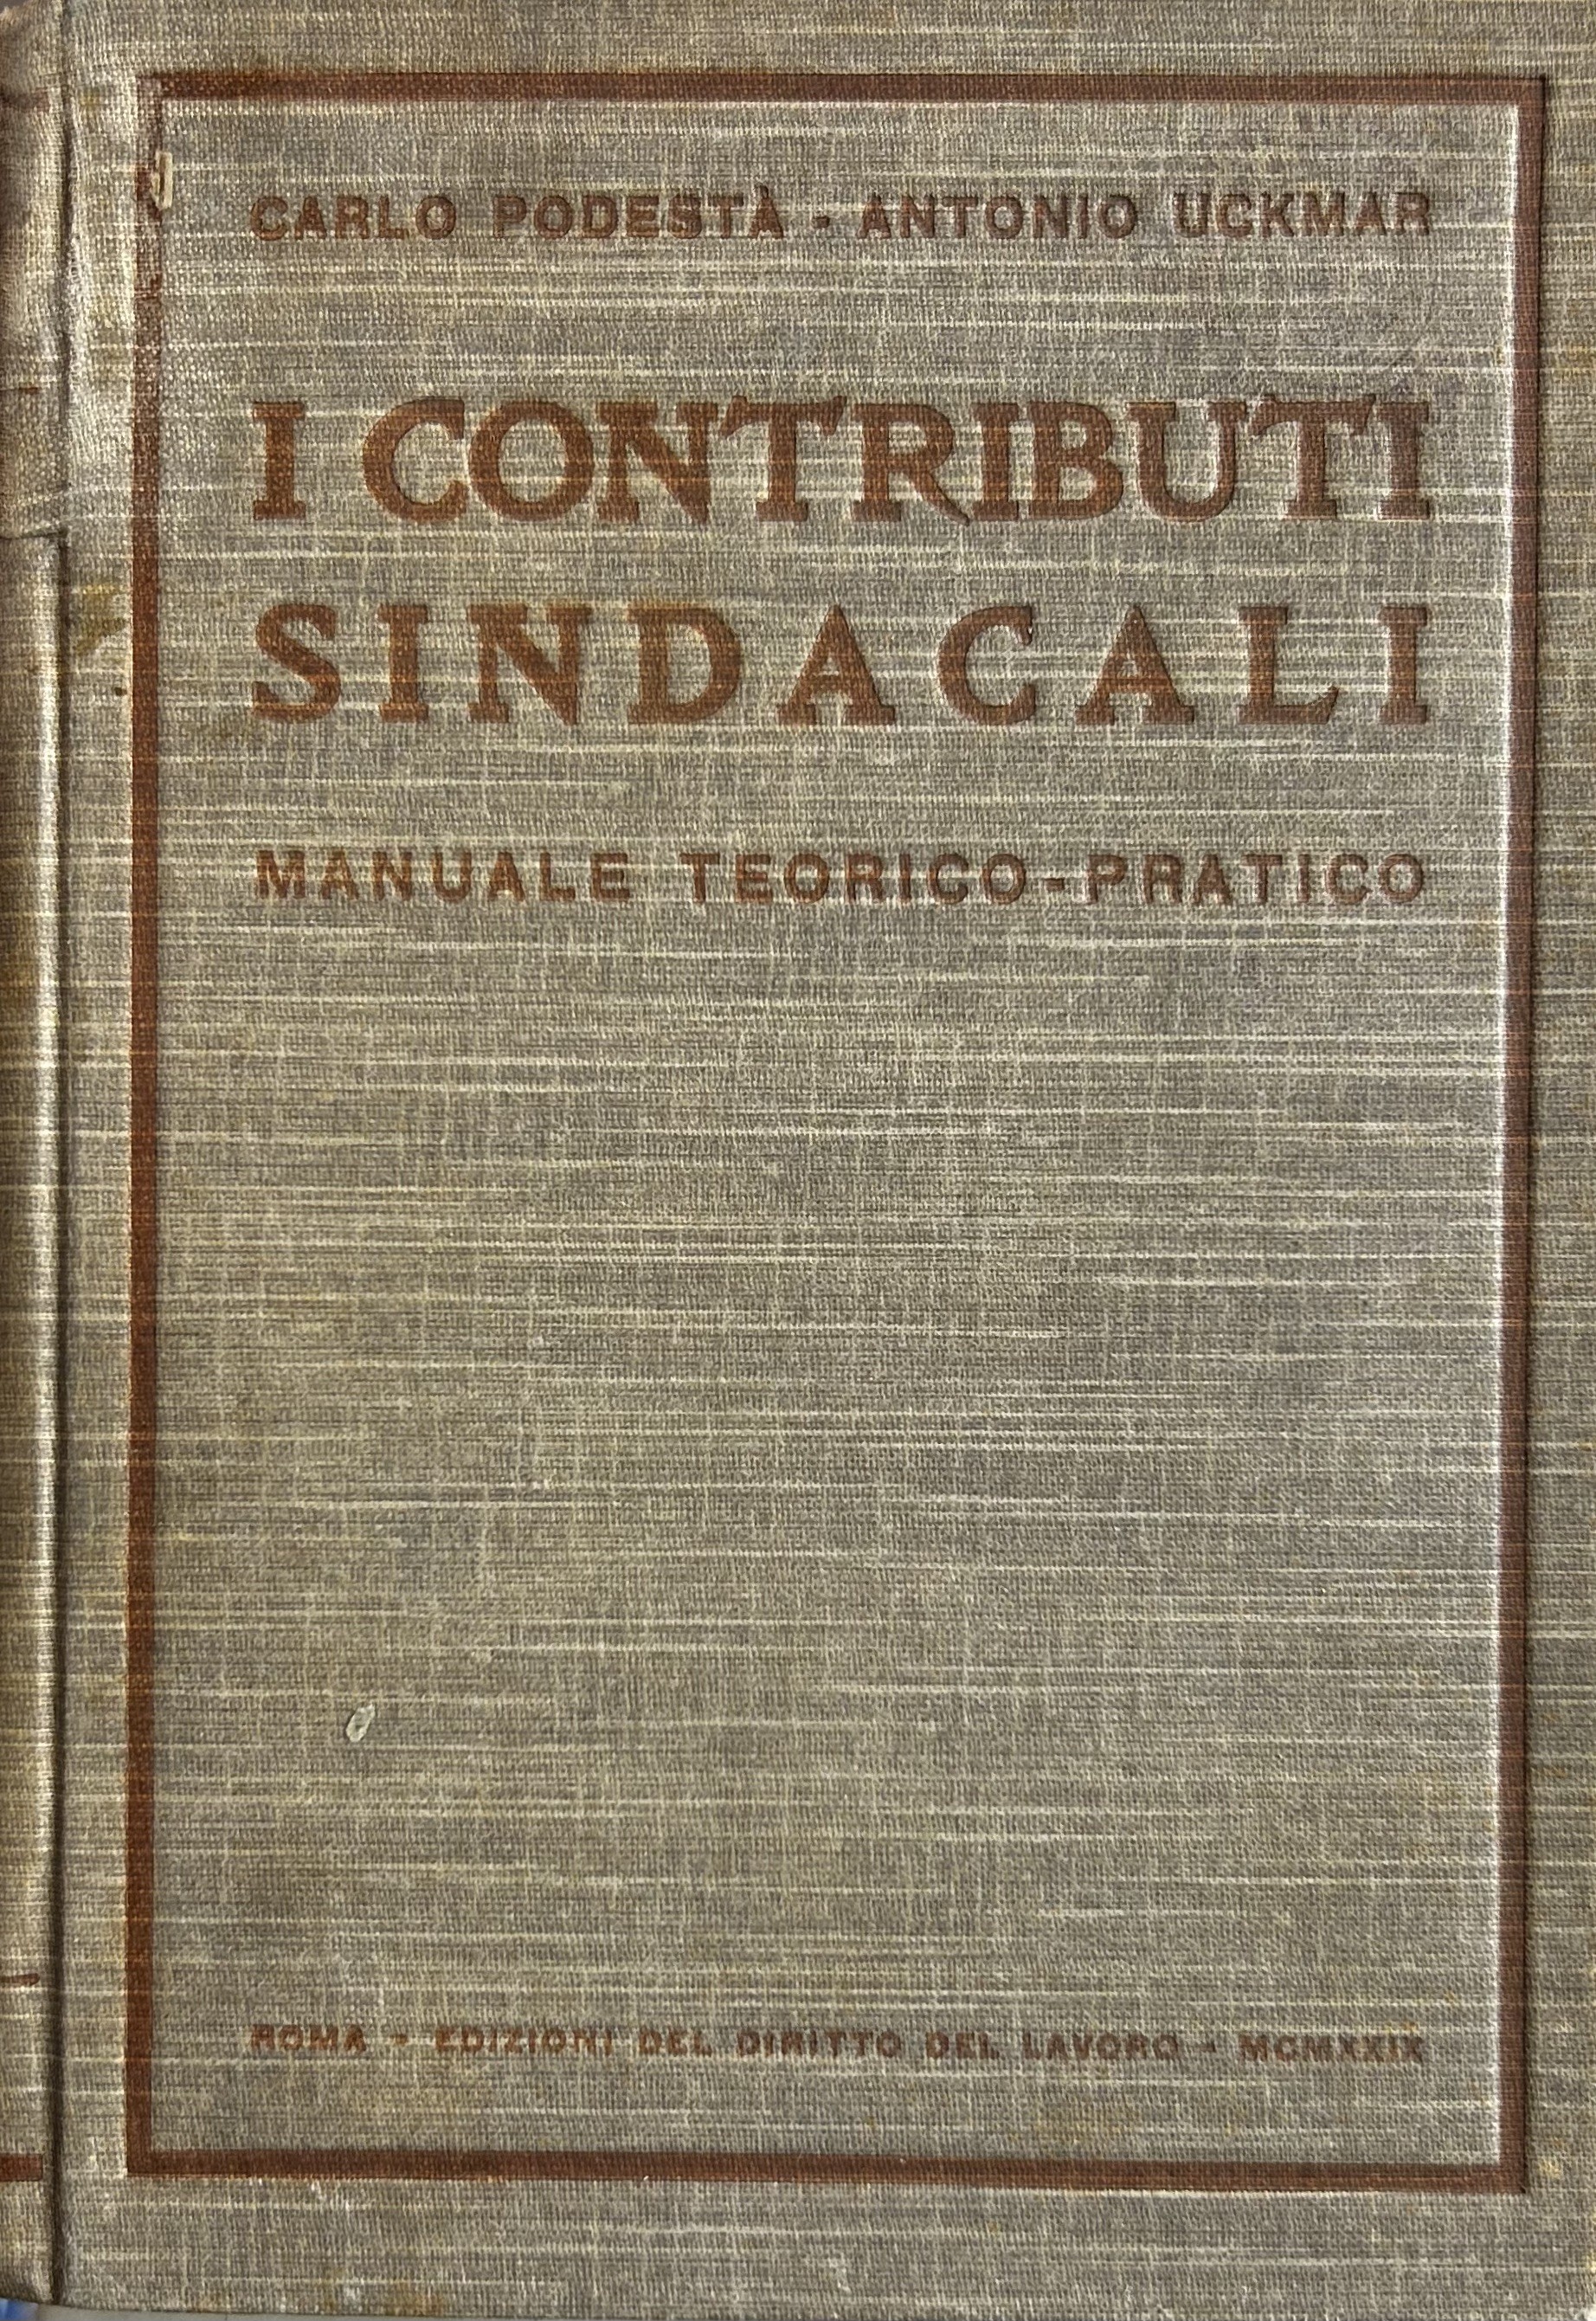 CARLO PODESTÀ - ANTONIO UCKMAR
I CONTRIBUTI
SINDACALI
MANUALE TEORICO-PRATICO
ROMA - EDIZIONI DEL DIRITTO DEL LAVORO - MCMXXIX